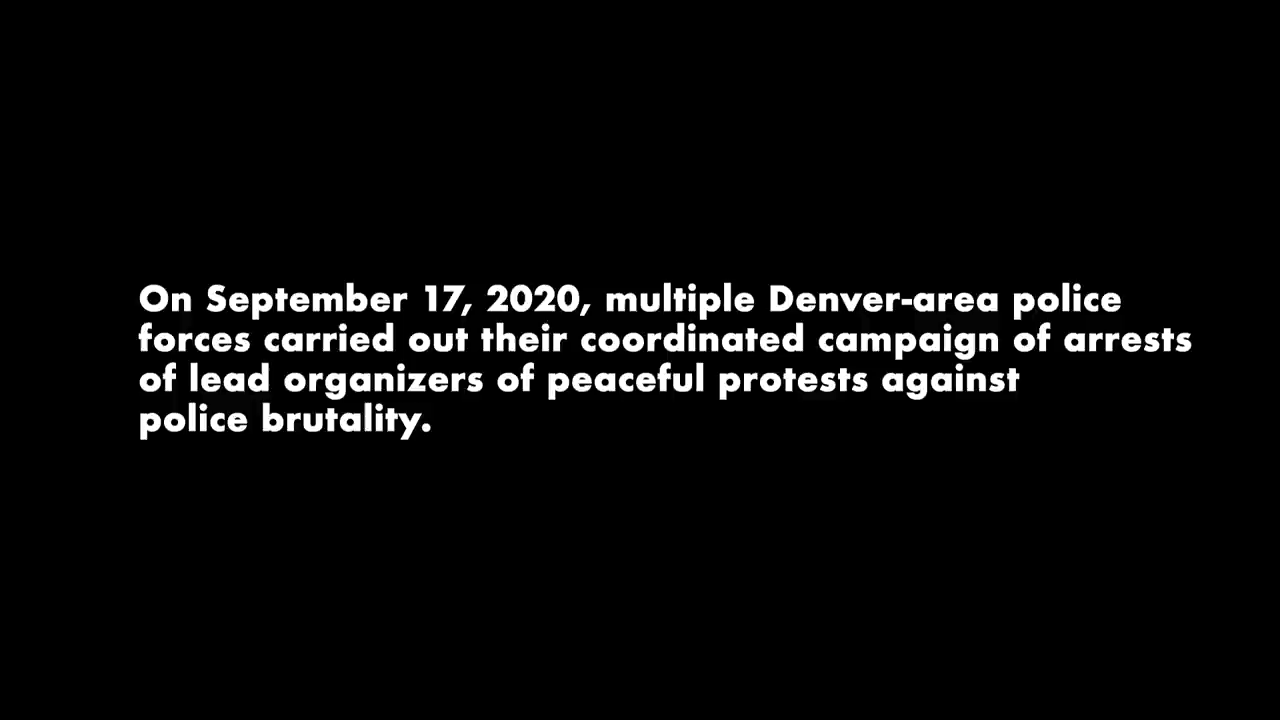 On September 17, 2020, multiple Denver-area police
forces carried out their coordinated campaign of arrests
of lead organizers of peaceful protests against
police brutality.